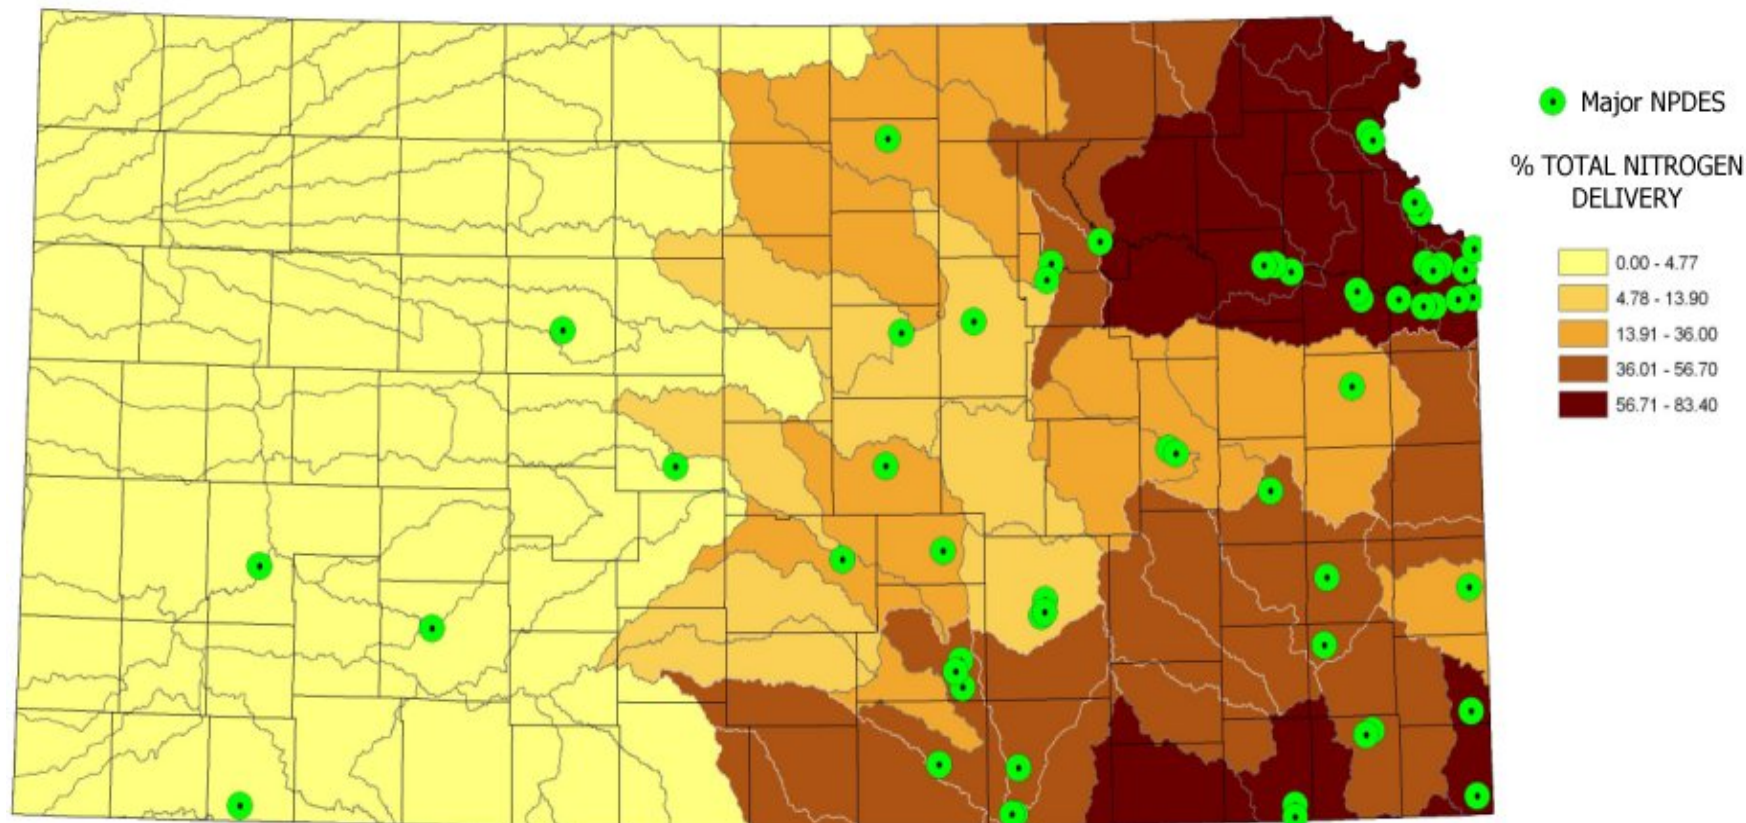 Major NPDES
% TOTAL NITROGEN
DELIVERY
0.00 - 4.77
4.78 - 13.90
13.91 - 36.00
36.01 - 56.70
56.71 - 83.40